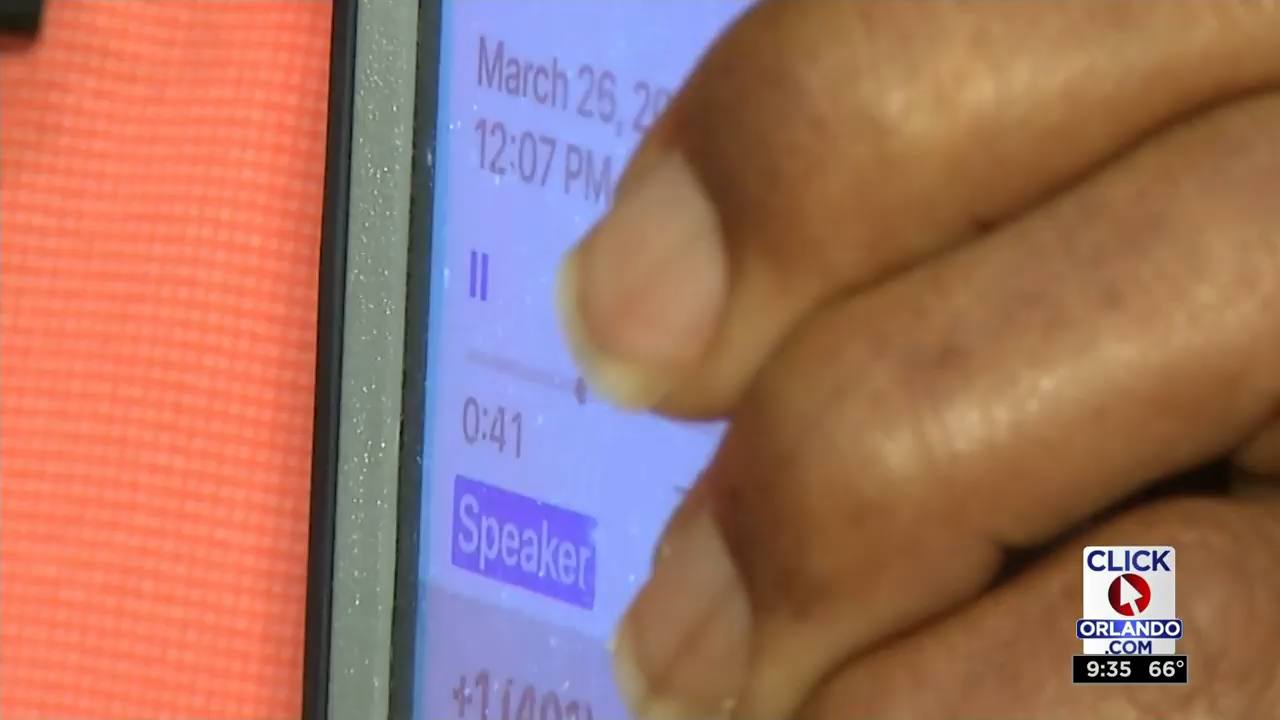 March 26,
12:07 PM
0:41
Speaker
CLICK
ORLANDO
.COM
9:35 66°